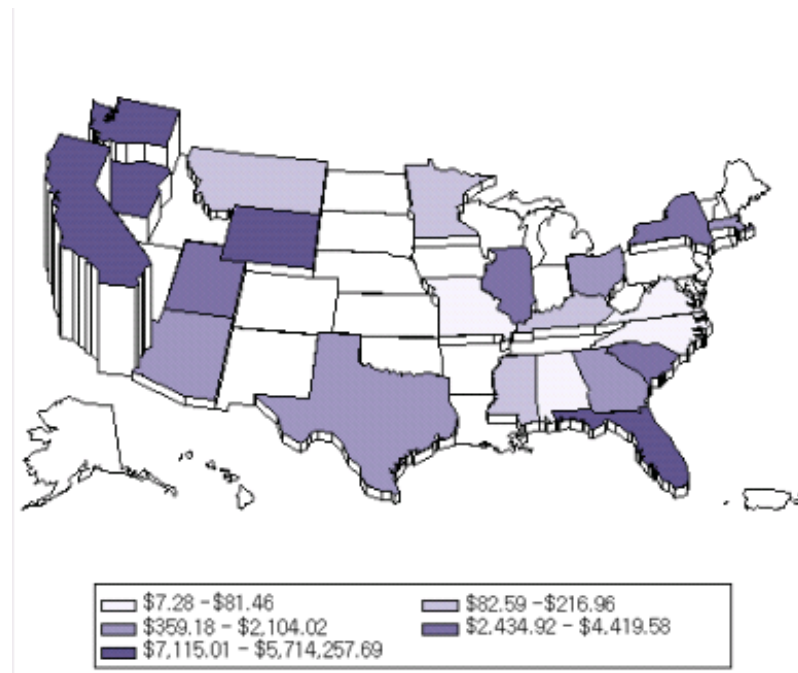 $7.28 - $81.46 $82.59 - $216.96
$359.18 - $2,104.02 $2,434.92 - $4,419.58
$7,115.01 - $5,714,257.69